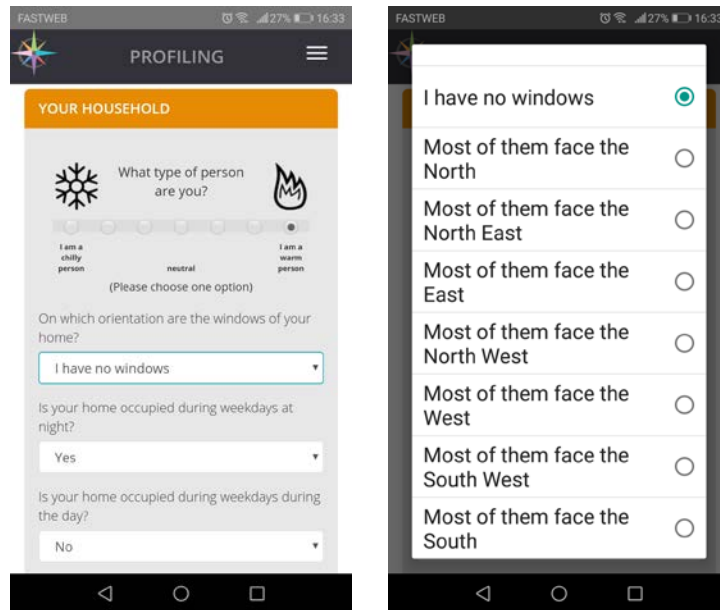 FASTWEB 27% 16:33
PROFILING
YOUR HOUSEHOLD
What type of person
are you?
I am a
chilly
person
neutral
I am a
warm
person
(Please choose one option)
On which orientation are the windows of your
home?
I have no windows
Is your home occupied during weekdays at
night?
Yes
Is your home occupied during weekdays during
the day?
No
FASTWEB 27% 16:33
I have no windows
Most of them face the
North
Most of them face the
North East
Most of them face the
East
Most of them face the
North West
Most of them face the
West
Most of them face the
South West
Most of them face the
South